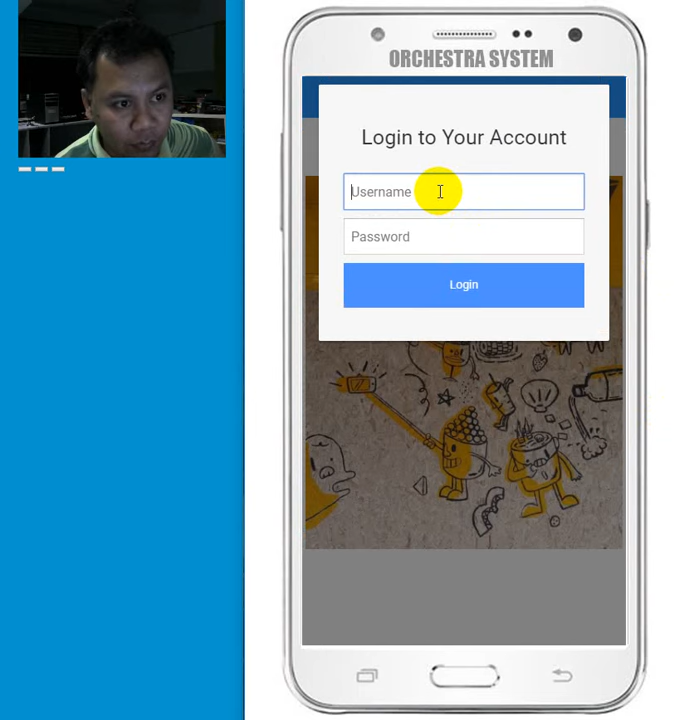 ORCHESTRA SYSTEM
Login to Your Account
Username
Password
Login